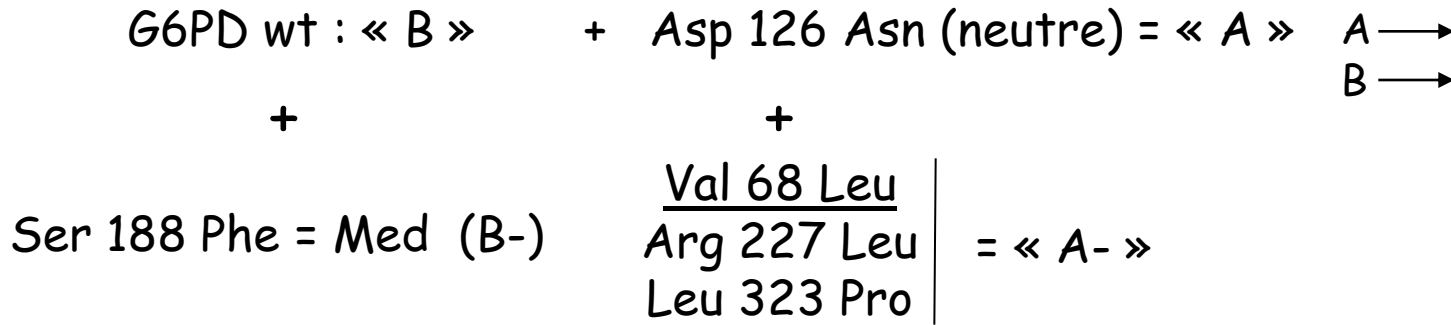 G6PD wt : « B » + Asp 126 Asn (neutre) = « A » A
B
+ +
Val 68 Leu
Ser 188 Phe = Med (B-) Arg 227 Leu = « A- »
Leu 323 Pro